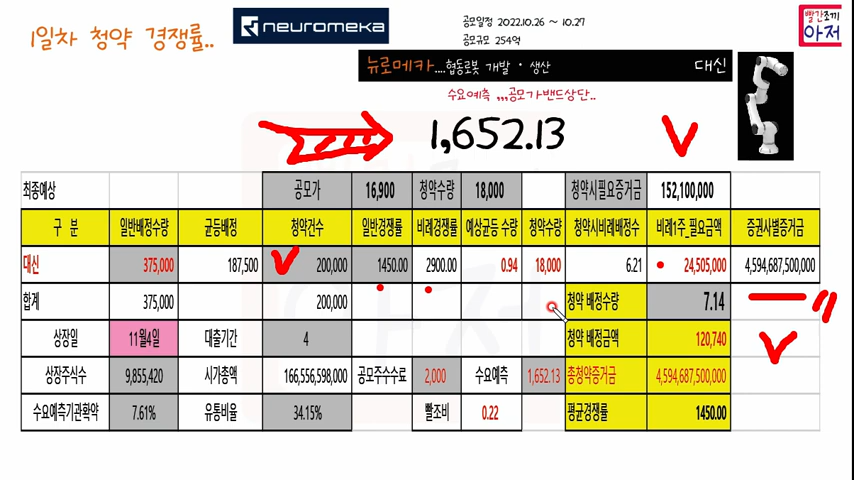 1일차 청약 경쟁률..
neuromeka
공모일정 2022.10.26 ~ 10.27
공모규모 254억
빨간조끼
아저
뉴로메카....협동로봇 개발 · 생산 대신
수요예측 ,,,공모가밴드상단..
1,652.13
최종예상 공모가 16,900 청약수량 18,000 청약시필요증거금 152,100,000
구 분 일반배정수량 균등배정 청약건수 일반경쟁률 비례경쟁률 예상균등 수량 청약수량 청약시비례배정수 비례1주_필요금액 증권사별증거금
대신 375,000 187,500 200,000 1450.00 2900.00 0.94 18,000 6.21 24,505,000 4,594,687,500,000
합계 375,000 200,000 청약 배정수량 7.14
상장일 11월4일 대출기간 4 청약 배정금액 120,740
상장주식수 9,855,420 시가총액 166,556,598,000 공모주수수료 2,000 수요예측 1,652.13 총청약증거금 4,594,687,500,000
수요예측기관확약 7.61% 유통비율 34.15% 빨조비 0.22 평균경쟁률 1450.00